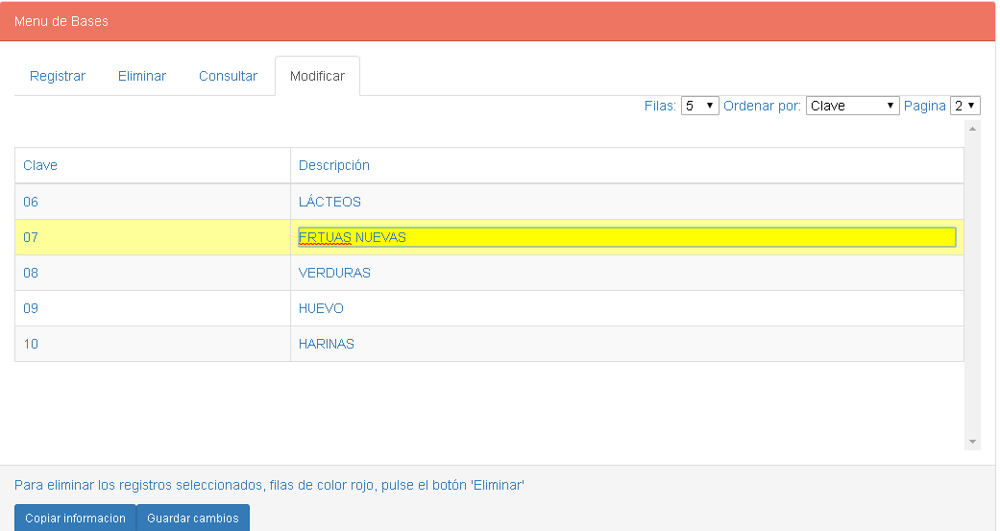 Menu de Bases
Registrar Eliminar Consultar Modificar
Filas: 5 Ordenar por: Clave Pagina 2
Clave Descripción
06 LÁCTEOS
07 FRTUAS NUEVAS
08 VERDURAS
09 HUEVO
10 HARINAS
Para eliminar los registros seleccionados, filas de color rojo, pulse el botón 'Eliminar'
Copiar informacion Guardar cambios